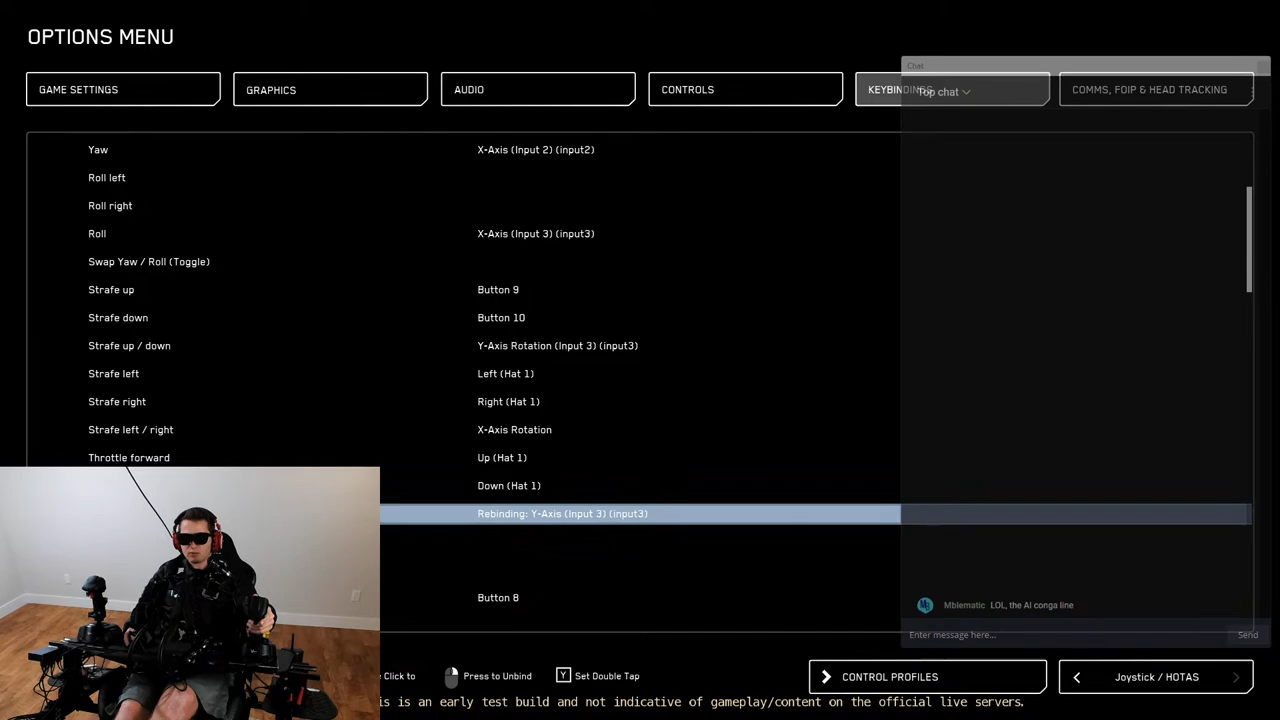 OPTIONS MENU
GAME SETTINGS
GRAPHICS
AUDIO
CONTROLS
KEYBINDINGS
COMMS, FOIP & HEAD TRACKING
Chat
Top chat
Yaw X-Axis (Input 2) (input2)
Roll left
Roll right
Roll X-Axis (Input 3) (input3)
Swap Yaw / Roll (Toggle)
Strafe up Button 9
Strafe down Button 10
Strafe up / down Y-Axis Rotation (Input 3) (input3)
Strafe left Left (Hat 1)
Strafe right Right (Hat 1)
Strafe left / right X-Axis Rotation
Throttle forward Up (Hat 1)
Down (Hat 1)
Rebinding: Y-Axis (Input 3) (input3)
Button 8
Mblematic LOL, the AI conga line
Enter message here... Send
Click to Press to Unbind Y Set Double Tap
CONTROL PROFILES
Joystick / HOTAS
is is an early test build and not indicative of gameplay/content on the official live servers.